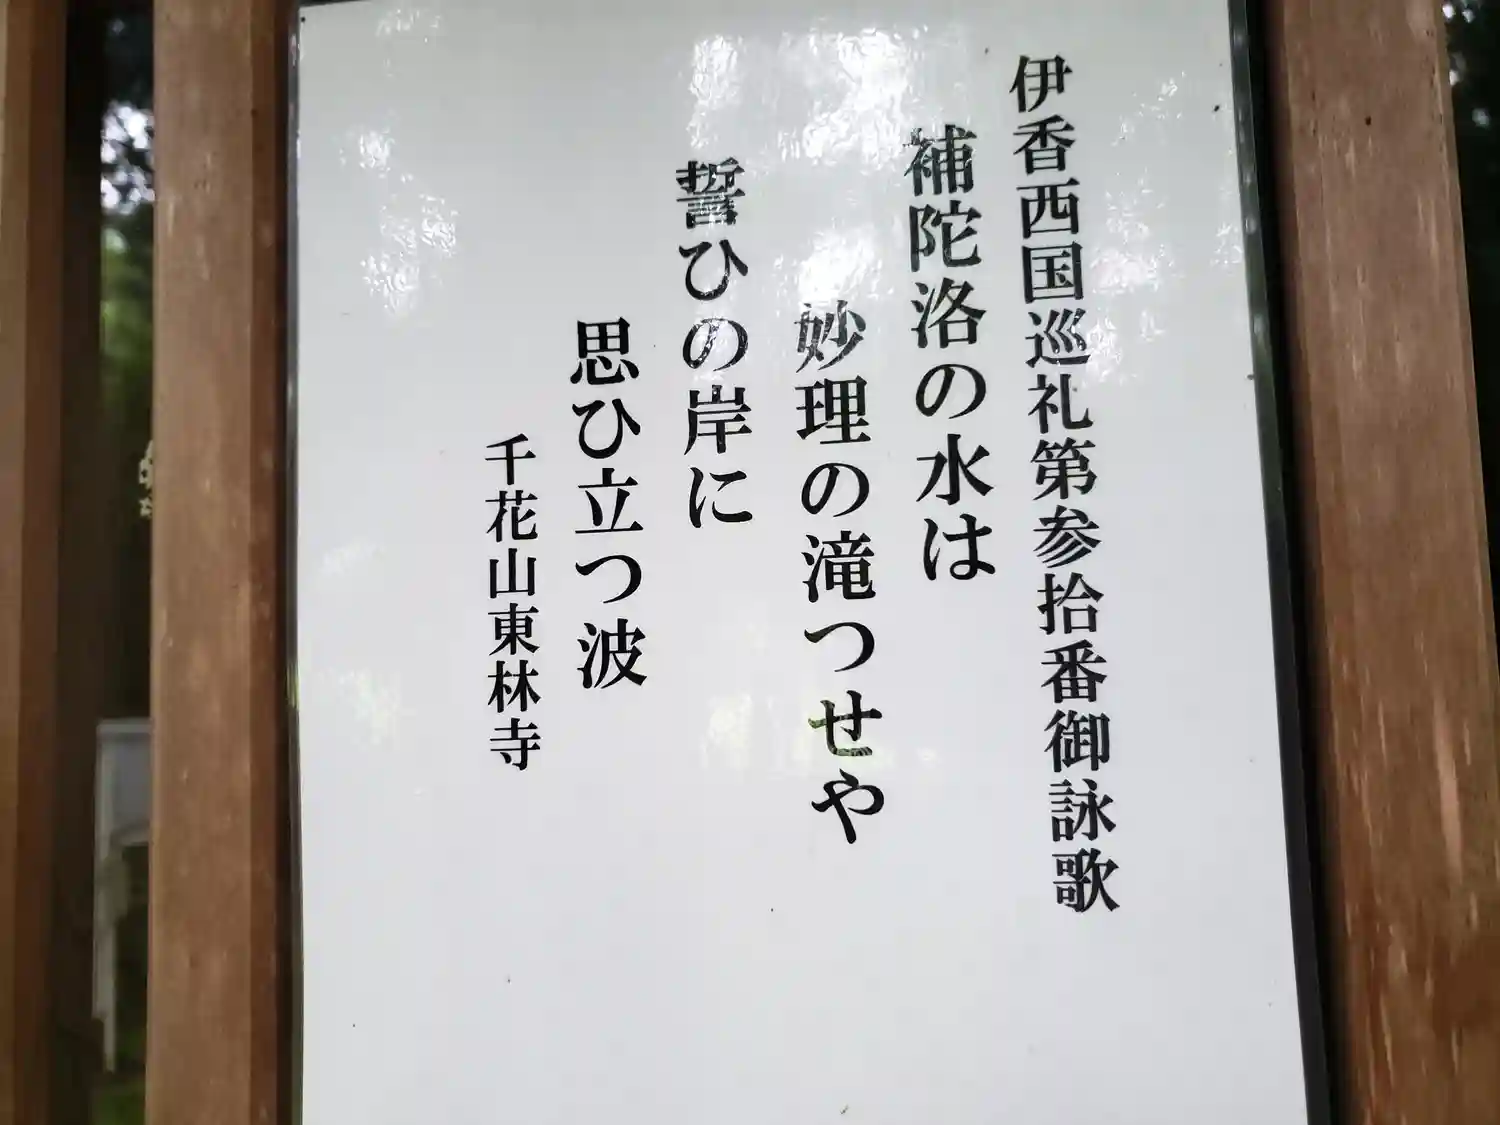 伊香西国巡礼第参拾番御詠歌
補陀洛の水は
妙理の滝つせや
誓ひの岸に
思ひ立つ波
千花山東林寺